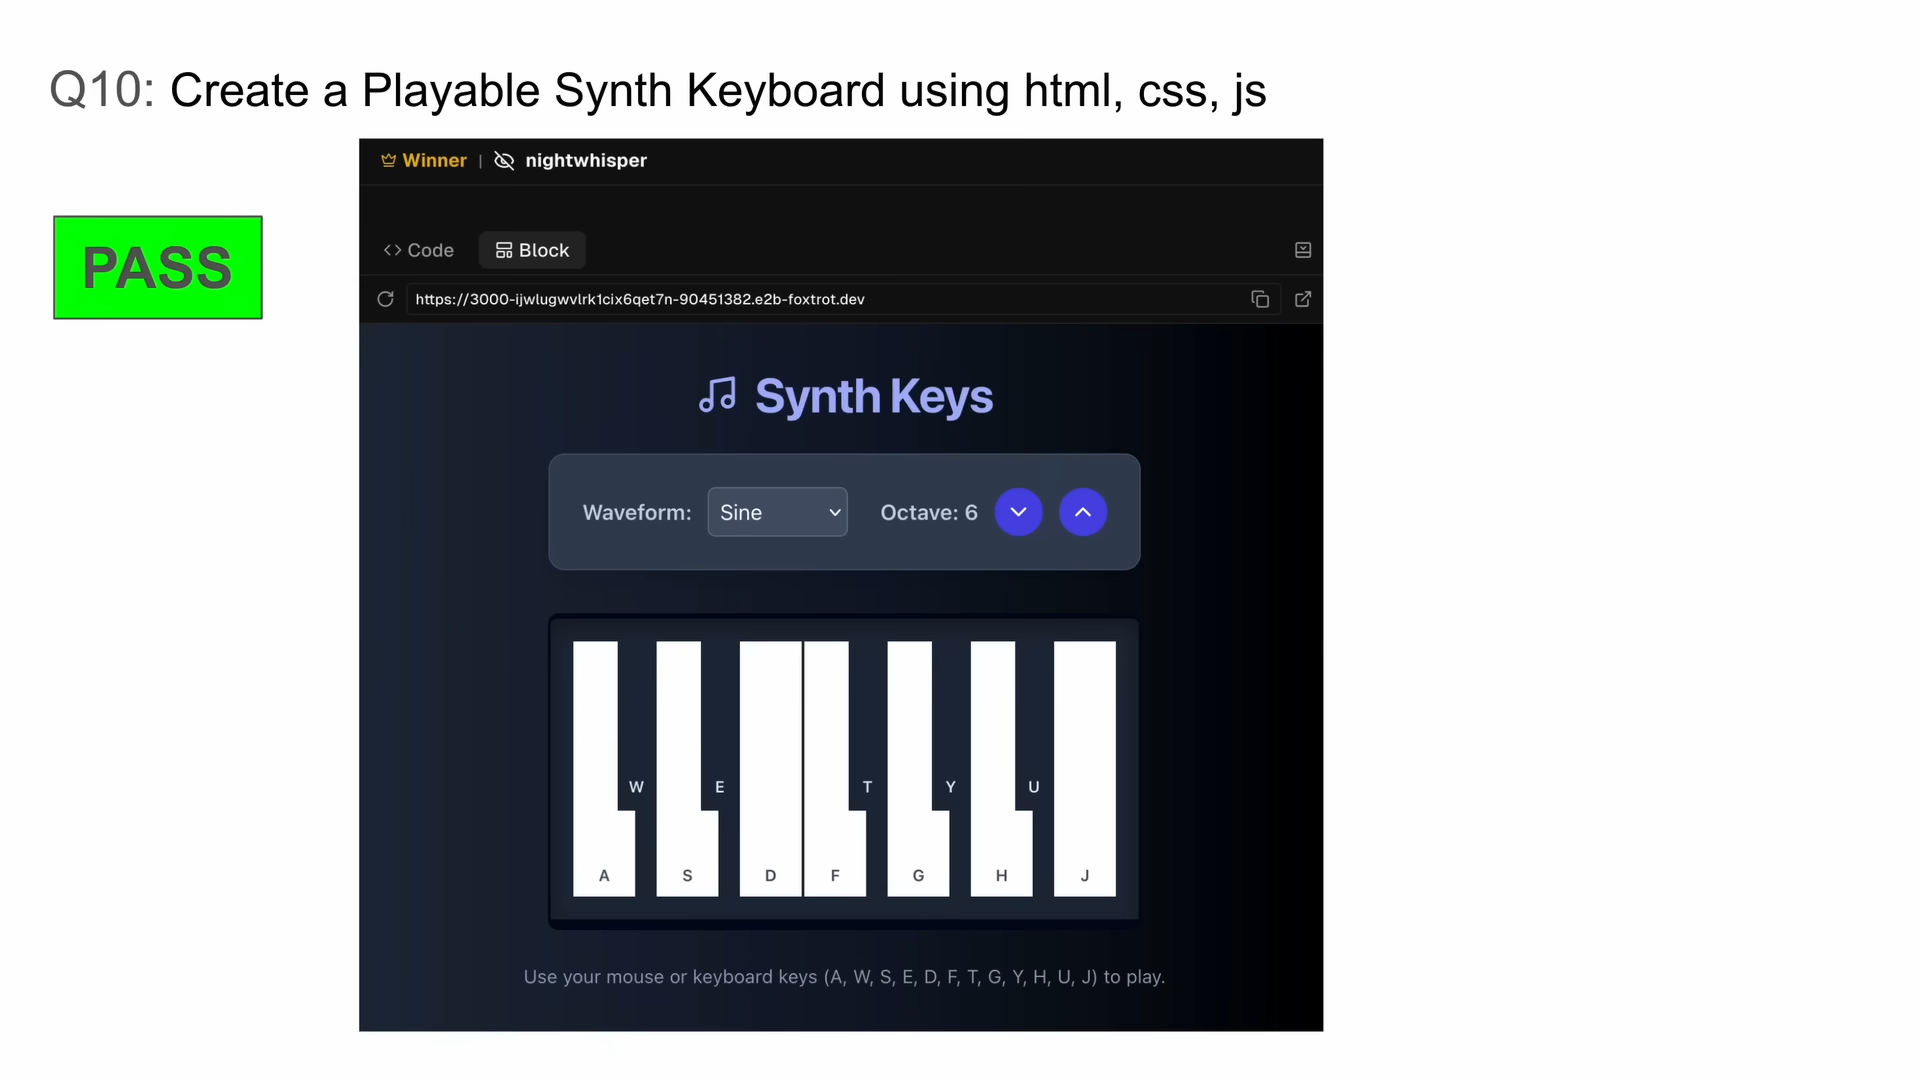 Q10: Create a Playable Synth Keyboard using html, css, js
Winner | nightwhisper
PASS
<> Code Block
https://3000-ijwlugwvlrk1cix6qet7n-90451382.e2b-foxtrot.dev
Synth Keys
Waveform: Sine Octave: 6
W E T Y U
A S D F G H J
Use your mouse or keyboard keys (A, W, S, E, D, F, T, G, Y, H, U, J) to play.